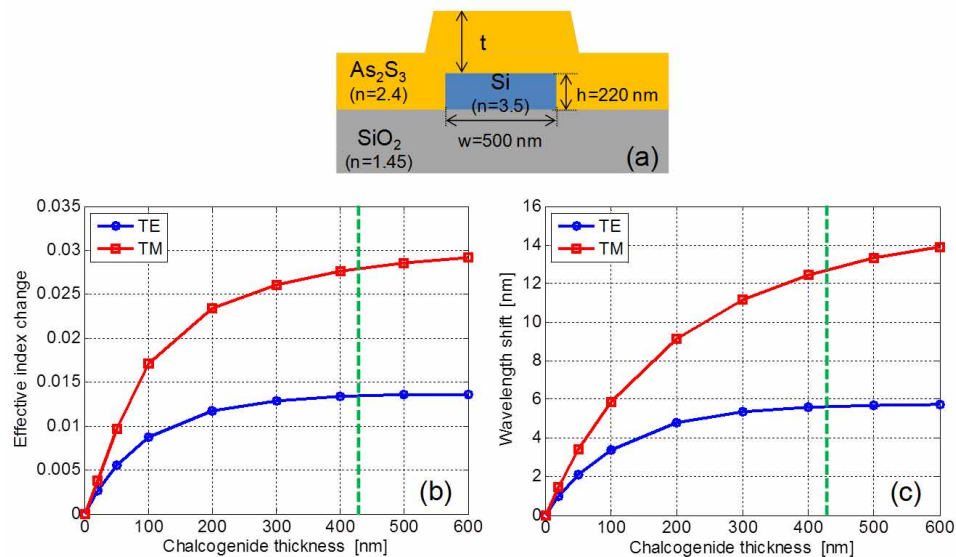 t
As₂S₃
(n=2.4)
Si
(n=3.5)
h=220 nm
w=500 nm
SiO₂
(n=1.45)
(a)
0.035
0.03
0.025
0.02
0.015
0.01
0.005
0
Effective index change
TE
TM
(b)
0 100 200 300 400 500 600
Chalcogenide thickness [nm]
16
14
12
10
8
6
4
2
0
Wavelength shift [nm]
TE
TM
(c)
0 100 200 300 400 500 600
Chalcogenide thickness [nm]